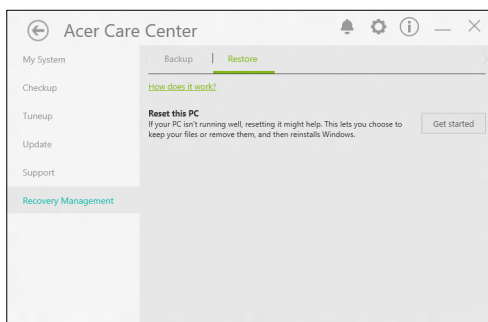 Acer Care Center
My System
Checkup
Tuneup
Update
Support
Recovery Management
Backup | Restore
How does it work?
Reset this PC
If your PC isn't running well, resetting it might help. This lets you choose to
keep your files or remove them, and then reinstalls Windows.
Get started